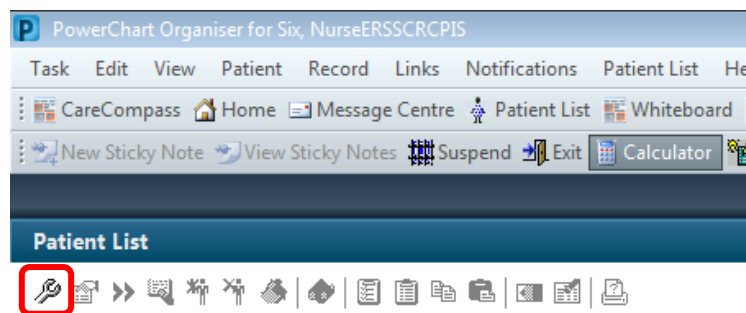 P PowerChart Organiser for Six, NurseERSSCRCPIS
Task Edit View Patient Record Links Notifications Patient List He
CareCompass Home Message Centre Patient List Whiteboard
New Sticky Note View Sticky Notes Suspend Exit Calculator
Patient List